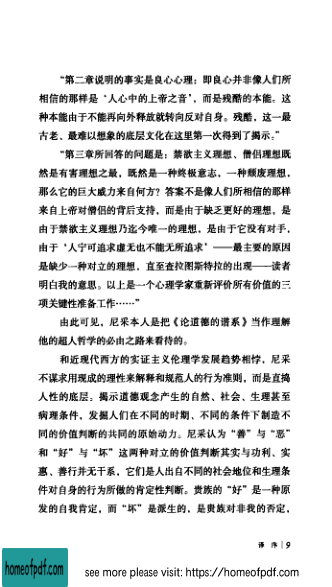 “第二章说明的事实是良心心理：即良心并非像人们所
相信的那样是‘人心中的上帝之音’，而是残酷的本能。这
种本能由于不能再向外释放就转向反对自身。残酷，这一最
古老、最难以想象的底层文化在这里第一次得到了揭示。”
“第三章所回答的问题是：禁欲主义理想、僧侣理想既
然是有害理想之最，既然是一种终极意志，一种颓废理想，
那么它的巨大威力来自何方？答案不是像人们所相信的那样
来自上帝对僧侣的背后支持，而是由于缺乏更好的理想，是
由于禁欲主义理想乃迄今唯一的理想，是由于它没有对手，
由于‘人宁可追求虚无也不能无所追求’——最主要的原因
是缺少一种对立的理想，直至查拉图斯特拉的出现——读者
明白我的意思。以上是一个心理学家重新评价所有价值的三
项关键性准备工作……”
由此可见，尼采本人是把《论道德的谱系》当作理解
他的超人哲学的必由之路来看待的。
和近现代西方的实证主义伦理学发展趋势相悖，尼采
不谋求用现成的理性来解释和规范人的行为准则，而是直捣
人性的底层。揭示道德观念产生的自然、社会、生理甚至
病理条件，发掘人们在不同的时期、不同的条件下制造不
同的价值判断的共同的原始动力。尼采认为“善”与“恶”
和“好”与“坏”这两种对立的价值判断其实与功利、实
惠、善行并无干系，它们是人出自不同的社会地位和生理条
件对自身的行为所做的肯定性判断。贵族的“好”是一种原
发的自我肯定，而“坏”是派生的，是贵族对非我的否定，
译 序 | 9
homeofpdf.com
see more please visit: https://homeofpdf.com